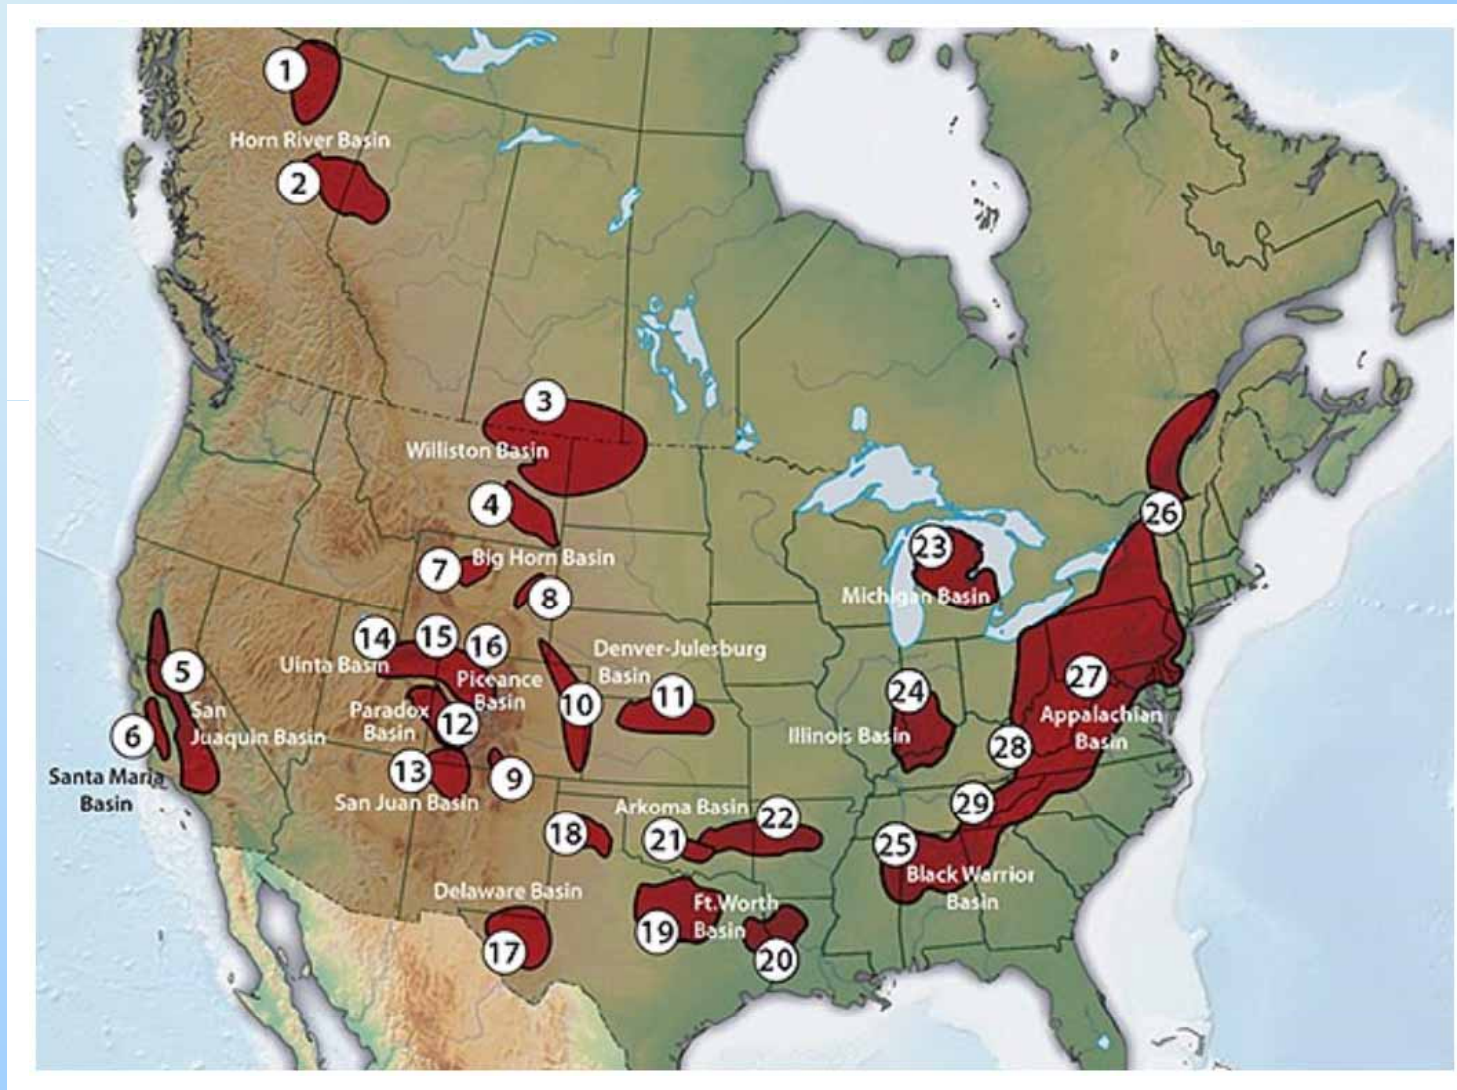 1
Horn River Basin
2
3
Williston Basin
4
7
Big Horn Basin
8
14
15
16
Uinta Basin
Piceance
Basin
Denver-Julesburg
Basin
5
San
Juaquin Basin
6
Santa Maria
Basin
Paradox
Basin
12
10
11
13
San Juan Basin
9
18
Arkoma Basin
21
22
Delaware Basin
17
Ft.Worth
Basin
19
20
23
Michigan Basin
24
Illinois Basin
26
27
Appalachian
Basin
28
29
25
Black Warrior
Basin